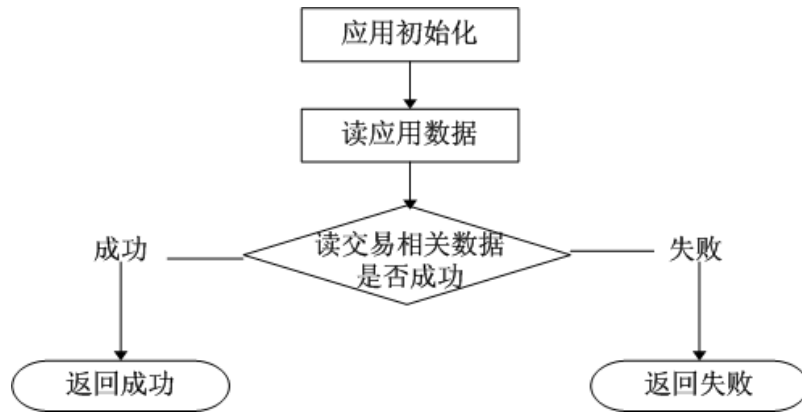 应用初始化
读应用数据
读交易相关数据
是否成功
成功
失败
返回成功
返回失败